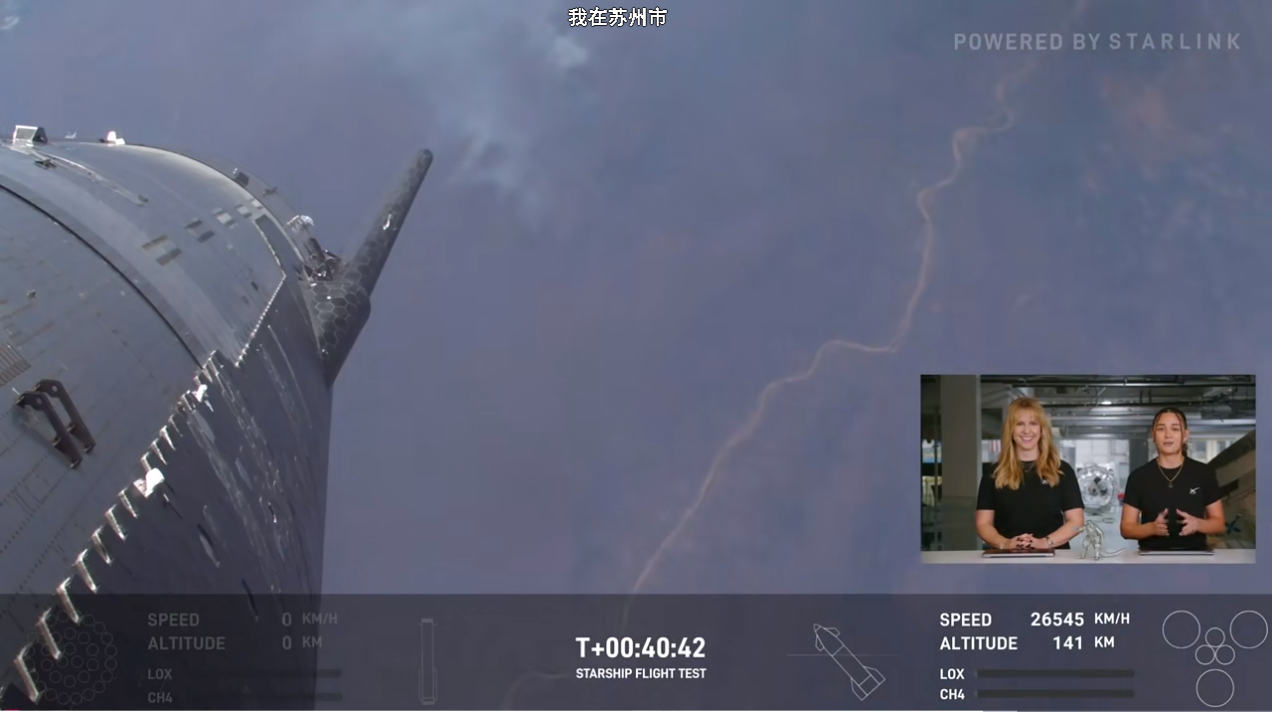 我在苏州市
POWERED BY STARLINK
SPEED 0 KM/H
ALTITUDE 0 KM
LOX
CH4
T+00:40:42
STARSHIP FLIGHT TEST
SPEED 26545 KM/H
ALTITUDE 141 KM
LOX
CH4